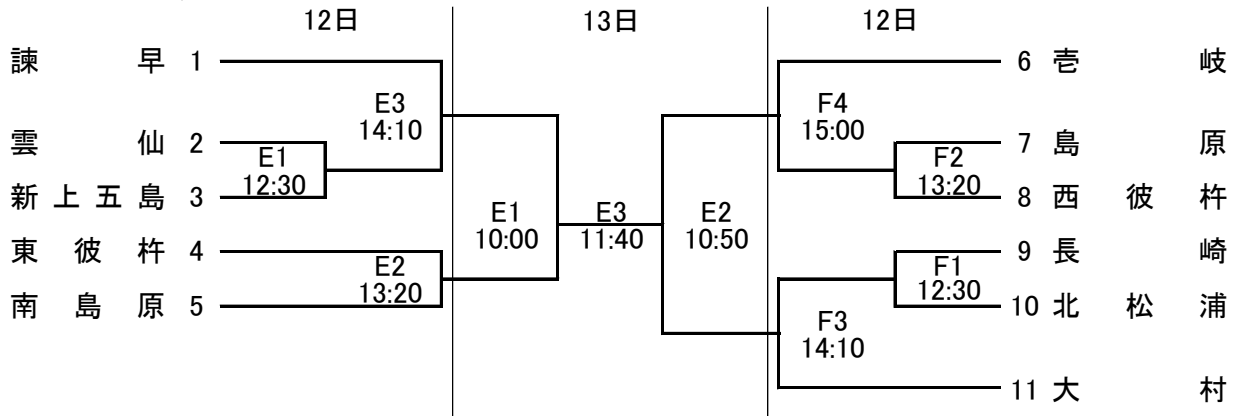 12日 13日 12日
諫早 1
6 壱岐
E3
14:10
F4
15:00
雲仙 2
7 島原
E1
12:30
F2
13:20
新上五島 3
8 西彼杵
E1
10:00
E3
11:40
E2
10:50
東彼杵 4
9 長崎
E2
13:20
F1
12:30
南島原 5
10 北松浦
F3
14:10
11 大村